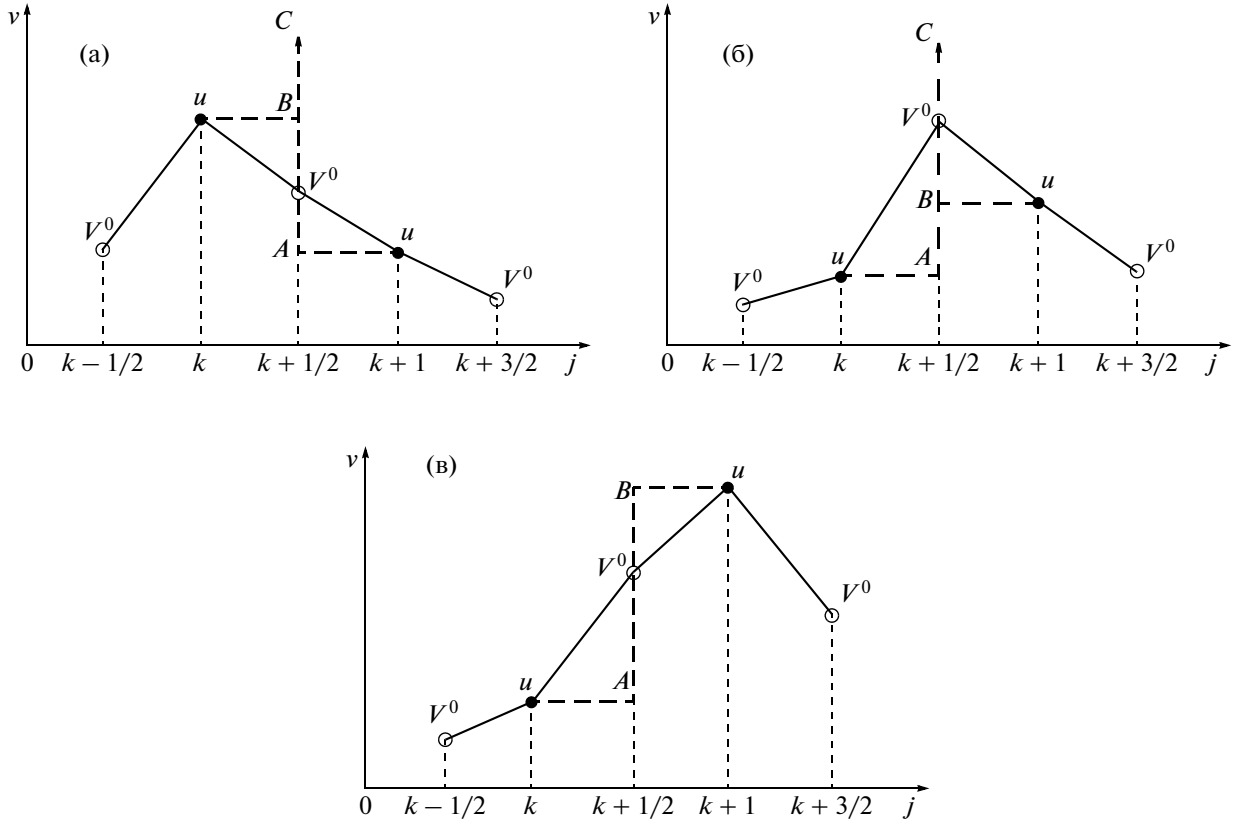 v
(а)
C
u
B
V⁰
V⁰
A
u
V⁰
0 k − 1/2 k k + 1/2 k + 1 k + 3/2 j
v
(б)
C
V⁰
u
B
A
u
V⁰
V⁰
0 k − 1/2 k k + 1/2 k + 1 k + 3/2 j
v
(в)
u
B
V⁰
V⁰
A
u
V⁰
0 k − 1/2 k k + 1/2 k + 1 k + 3/2 j